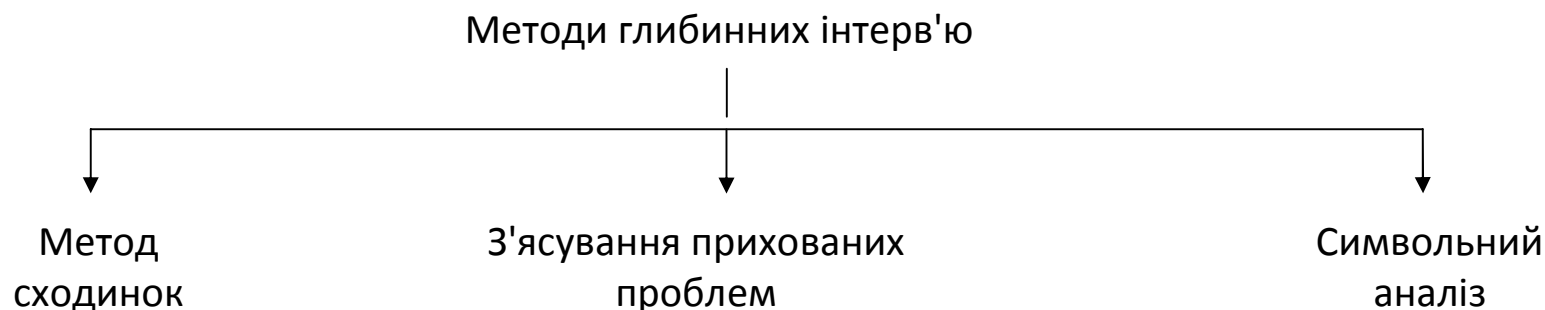 Методи глибинних інтерв'ю
Метод
сходинок
З'ясування прихованих
проблем
Символьний
аналіз